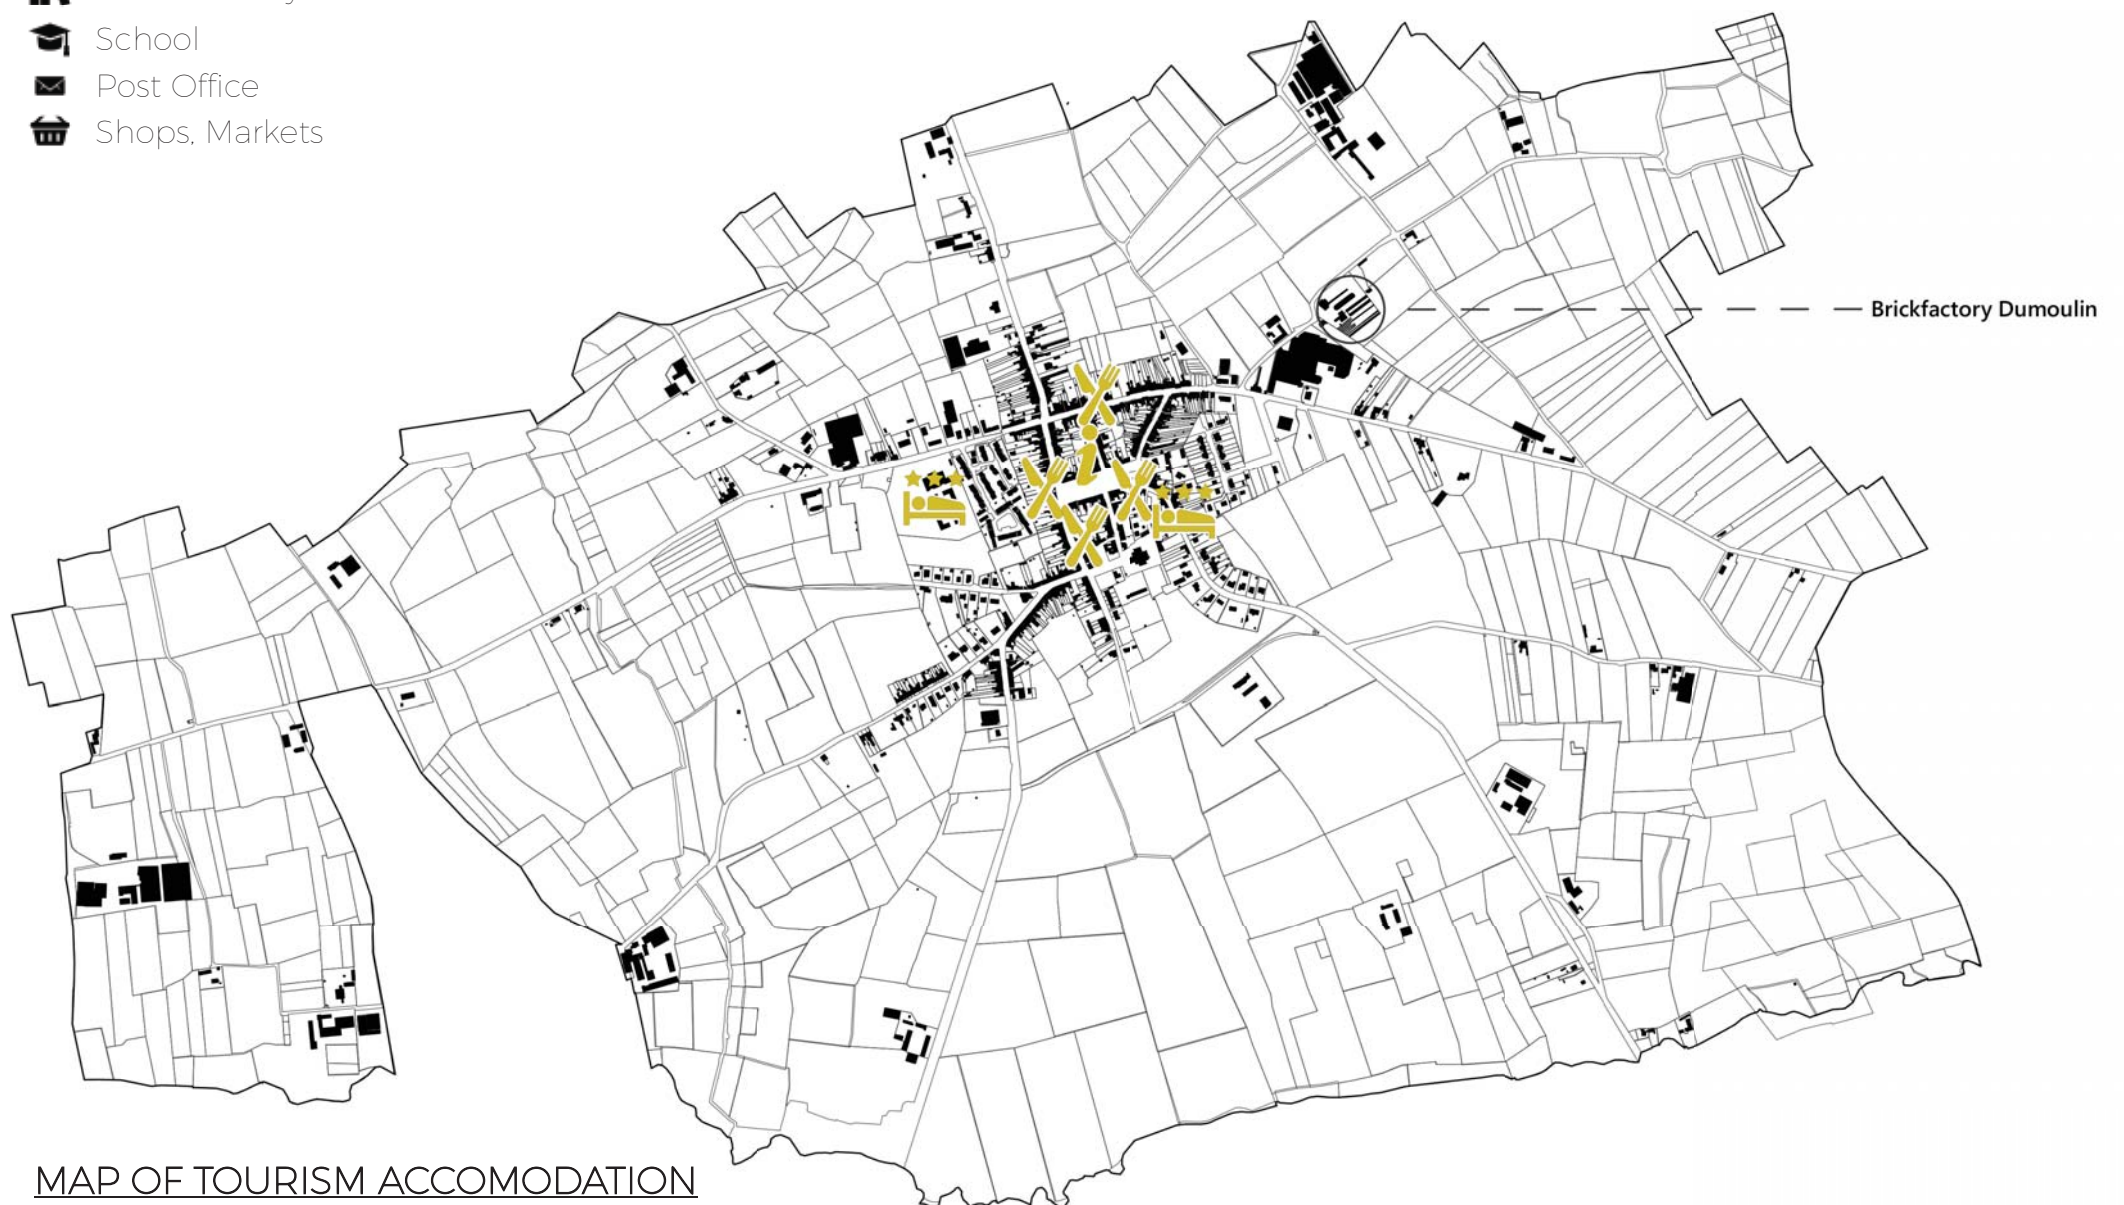 School
Post Office
Shops, Markets
Brickfactory Dumoulin
MAP OF TOURISM ACCOMODATION